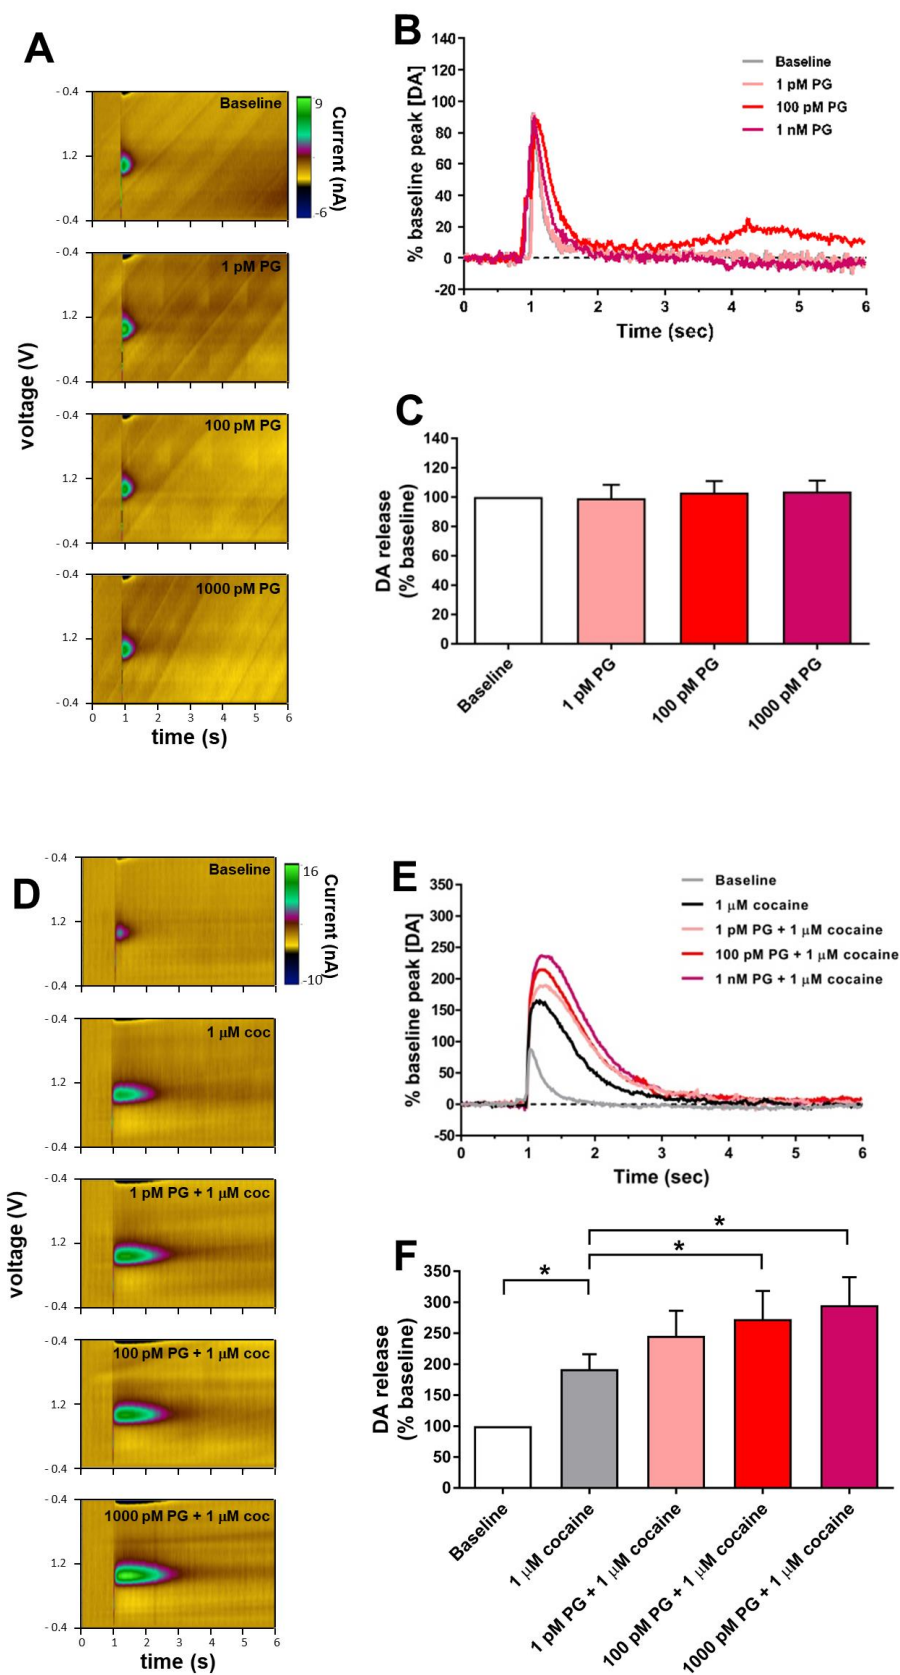 A
- 0.4
Baseline
1.2
- 0.4
9
-6
Current (nA)
1 pM PG
- 0.4
1.2
- 0.4
100 pM PG
- 0.4
1.2
- 0.4
1000 pM PG
- 0.4
1.2
- 0.4
voltage (V)
0 1 2 3 4 5 6
time (s)
B
140
120
100
80
60
40
20
0
-20
% baseline peak [DA]
Baseline
1 pM PG
100 pM PG
1 nM PG
0 1 2 3 4 5 6
Time (sec)
C
140
120
100
80
60
40
20
0
DA release
(% baseline)
Baseline
1 pM PG
100 pM PG
1000 pM PG
D
- 0.4
Baseline
1.2
- 0.4
16
-10
Current (nA)
- 0.4
1 μM coc
1.2
- 0.4
- 0.4
1 pM PG + 1 μM coc
1.2
- 0.4
- 0.4
100 pM PG + 1 μM coc
1.2
- 0.4
- 0.4
1000 pM PG + 1 μM coc
1.2
- 0.4
voltage (V)
0 1 2 3 4 5 6
time (s)
E
350
300
250
200
150
100
50
0
-50
% baseline peak [DA]
Baseline
1 μM cocaine
1 pM PG + 1 μM cocaine
100 pM PG + 1 μM cocaine
1 nM PG + 1 μM cocaine
0 1 2 3 4 5 6
Time (sec)
F
350
300
250
200
150
100
50
0
DA release
(% baseline)
*
*
*
Baseline
1 μM cocaine
1 pM PG + 1 μM cocaine
100 pM PG + 1 μM cocaine
1000 pM PG + 1 μM cocaine